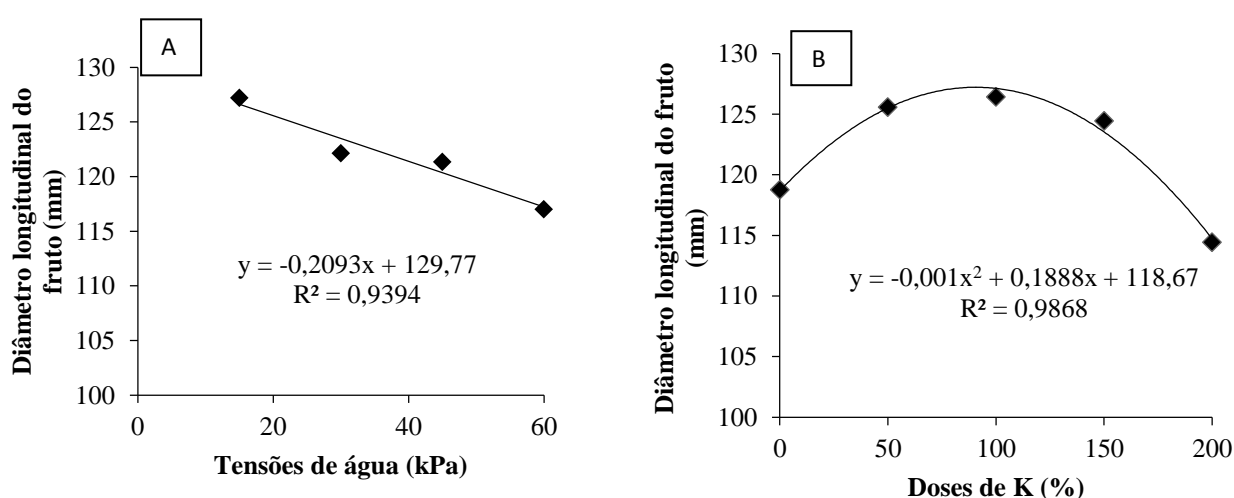 A
130
125
120
115
110
105
100
0
20
40
60
Diâmetro longitudinal do
fruto (mm)
y = -0,2093x + 129,77
R² = 0,9394
Tensões de água (kPa)
B
130
125
120
115
110
105
100
0
50
100
150
200
Diâmetro longitudinal do fruto
(mm)
y = -0,001x² + 0,1888x + 118,67
R² = 0,9868
Doses de K (%)